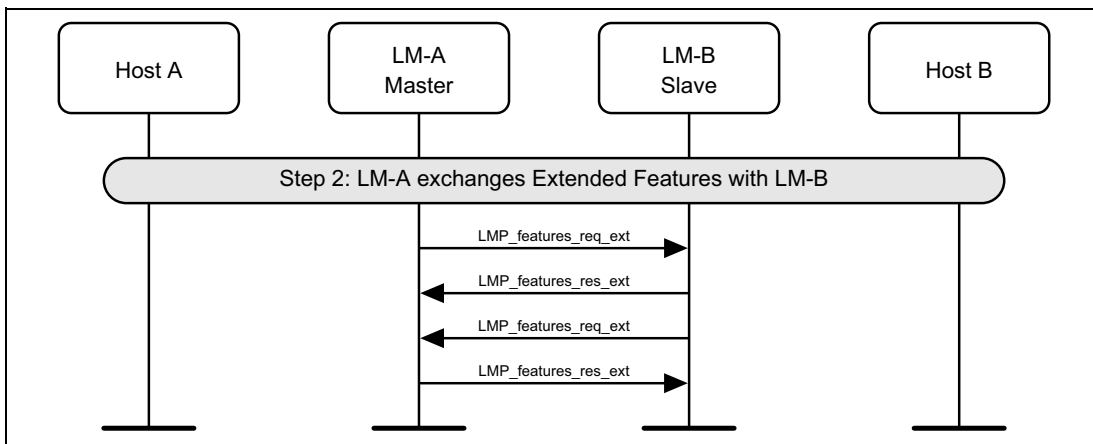 Host A
LM-A
Master
LM-B
Slave
Host B
Step 2: LM-A exchanges Extended Features with LM-B
LMP_features_req_ext
LMP_features_res_ext
LMP_features_req_ext
LMP_features_res_ext